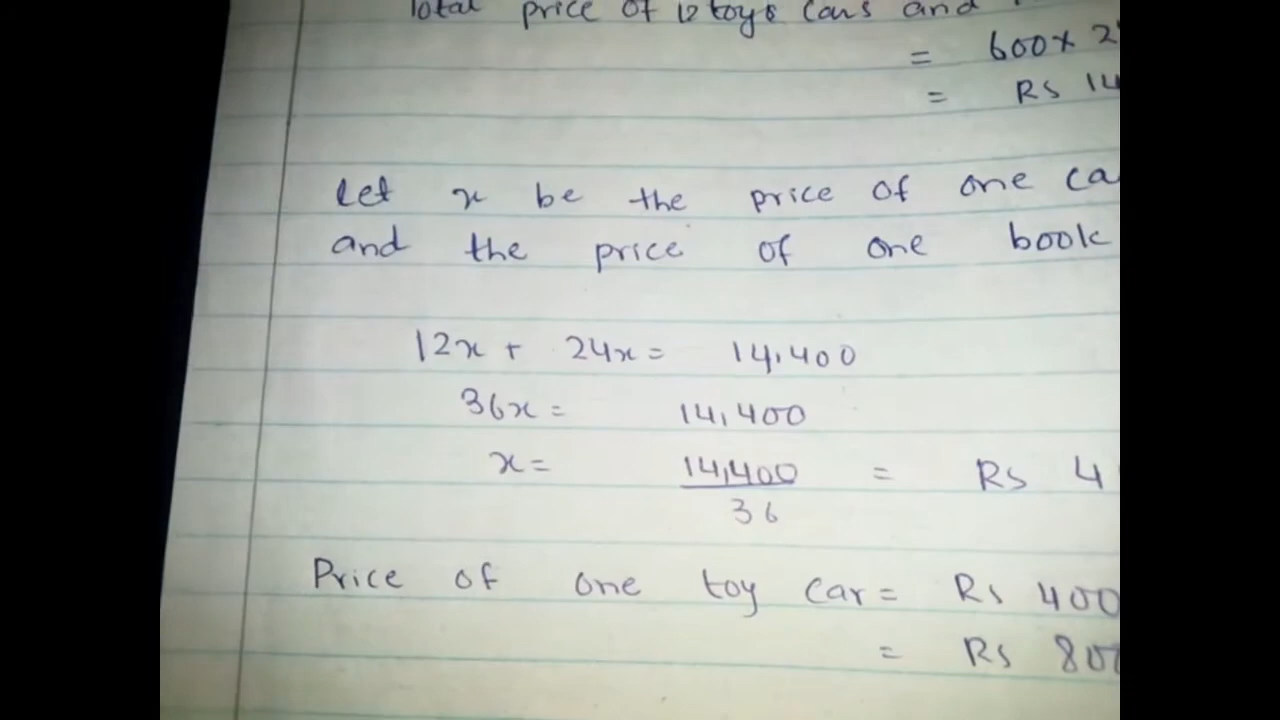 Total price of 12 toys cars and
= 600x 2
= RS 14
Let x be the price of one ca
and the price of one book
12x + 24x = 14,400
36x = 14,400
x = 14,400 = RS 4
36
Price of one toy car = Rs 400
= Rs 800